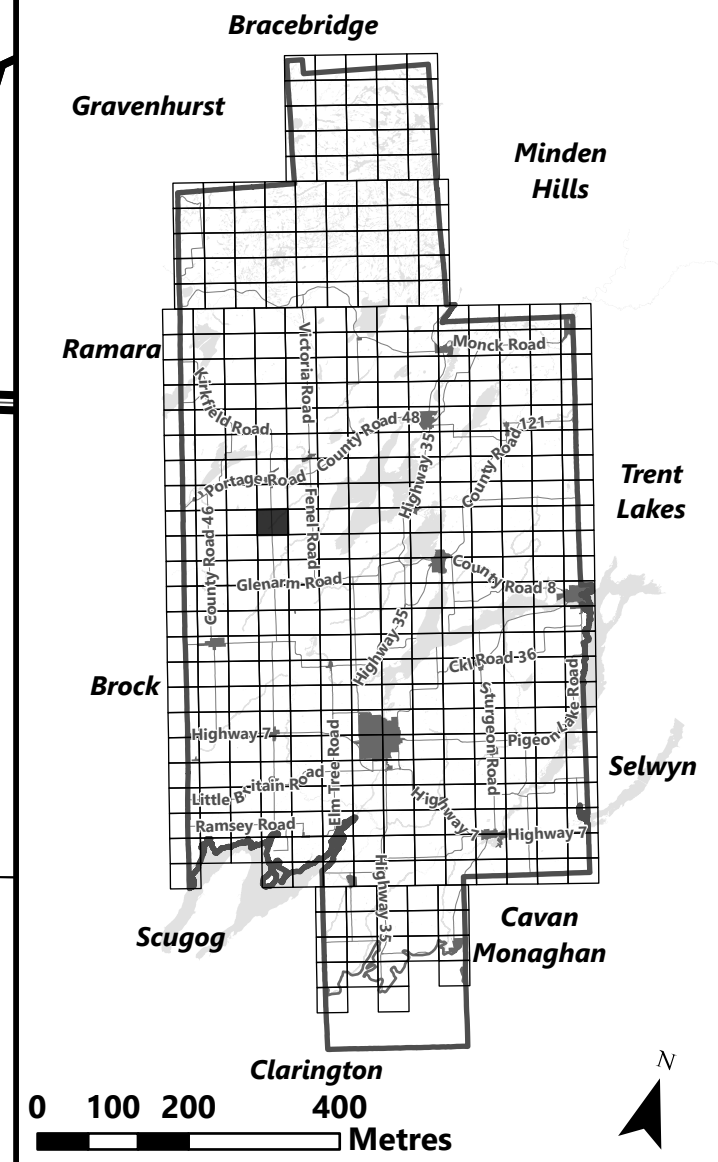 Bracebridge
Gravenhurst
Minden
Hills
Ramara
Monck Road
Victoria Road
Kirkfield Road
County Road 48
County Road 121
Highway 35
Portage Road
Trent
Lakes
Fenel Road
County Road 46
County Road 8
Glenarm Road
Highway 35
Ckl Road 36
Brock
Sturgeon Road
Pigeon Lake Road
Highway 7
Elm Tree Road
Selwyn
Little Britain Road
Highway 7
Ramsey Road
Highway 7
Highway 35
Scugog
Cavan
Monaghan
Clarington
N
0 100 200 400
Metres